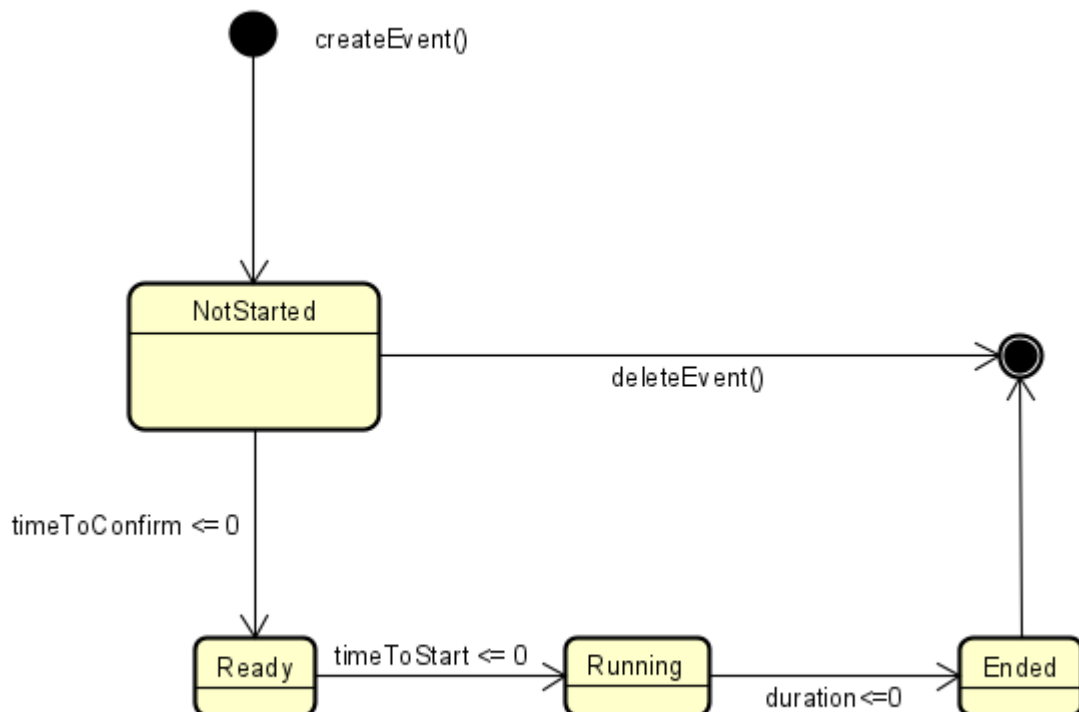 createEvent()
NotStarted
deleteEvent()
timeToConfirm <= 0
Ready
timeToStart <= 0
Running
duration<=0
Ended